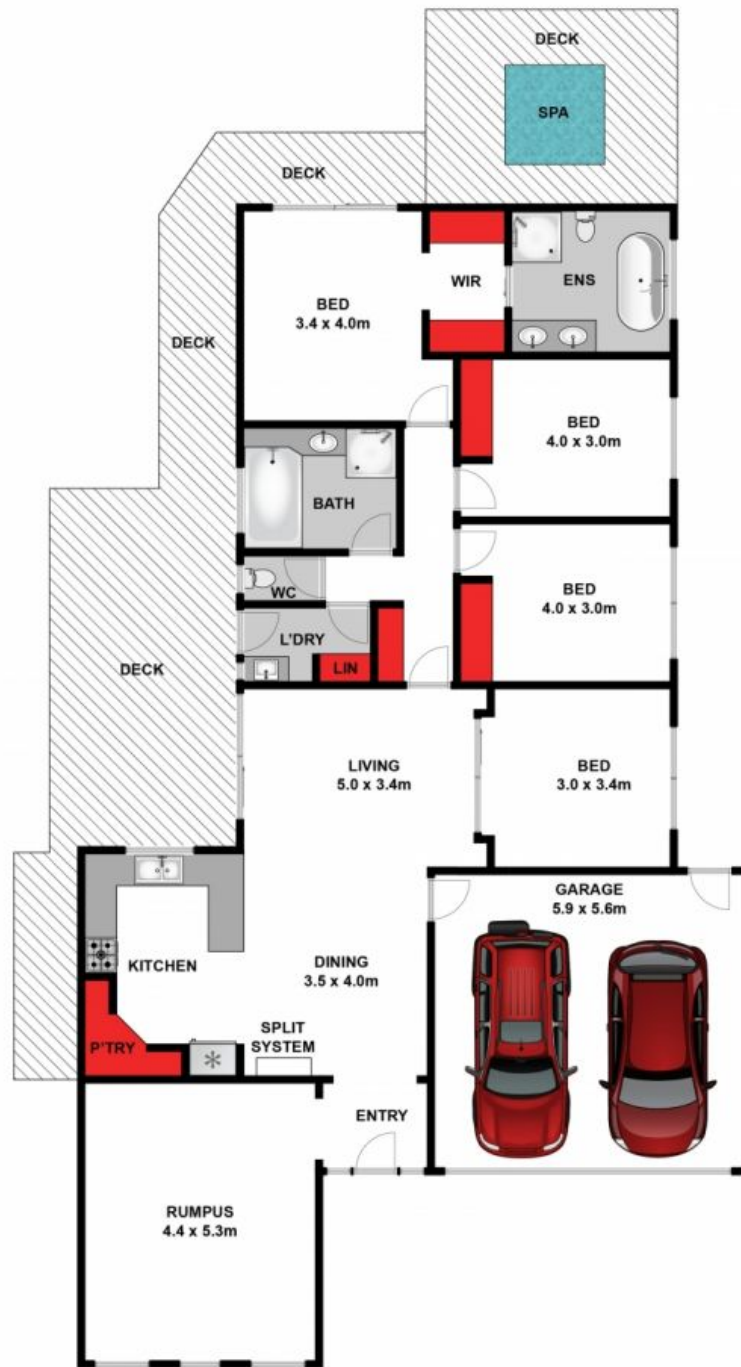 DECK
SPA
DECK
BED
3.4 x 4.0m
WIR
ENS
DECK
BED
4.0 x 3.0m
BATH
WC
BED
4.0 x 3.0m
L'DRY
LIN
DECK
LIVING
5.0 x 3.4m
BED
3.0 x 3.4m
GARAGE
5.9 x 5.6m
KITCHEN
DINING
3.5 x 4.0m
P'TRY
SPLIT
SYSTEM
ENTRY
RUMPUS
4.4 x 5.3m